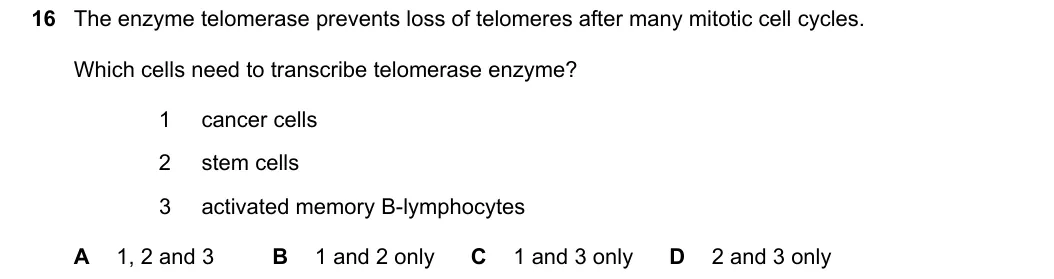 16 The enzyme telomerase prevents loss of telomeres after many mitotic cell cycles.
Which cells need to transcribe telomerase enzyme?
1 cancer cells
2 stem cells
3 activated memory B-lymphocytes
A 1, 2 and 3 B 1 and 2 only C 1 and 3 only D 2 and 3 only